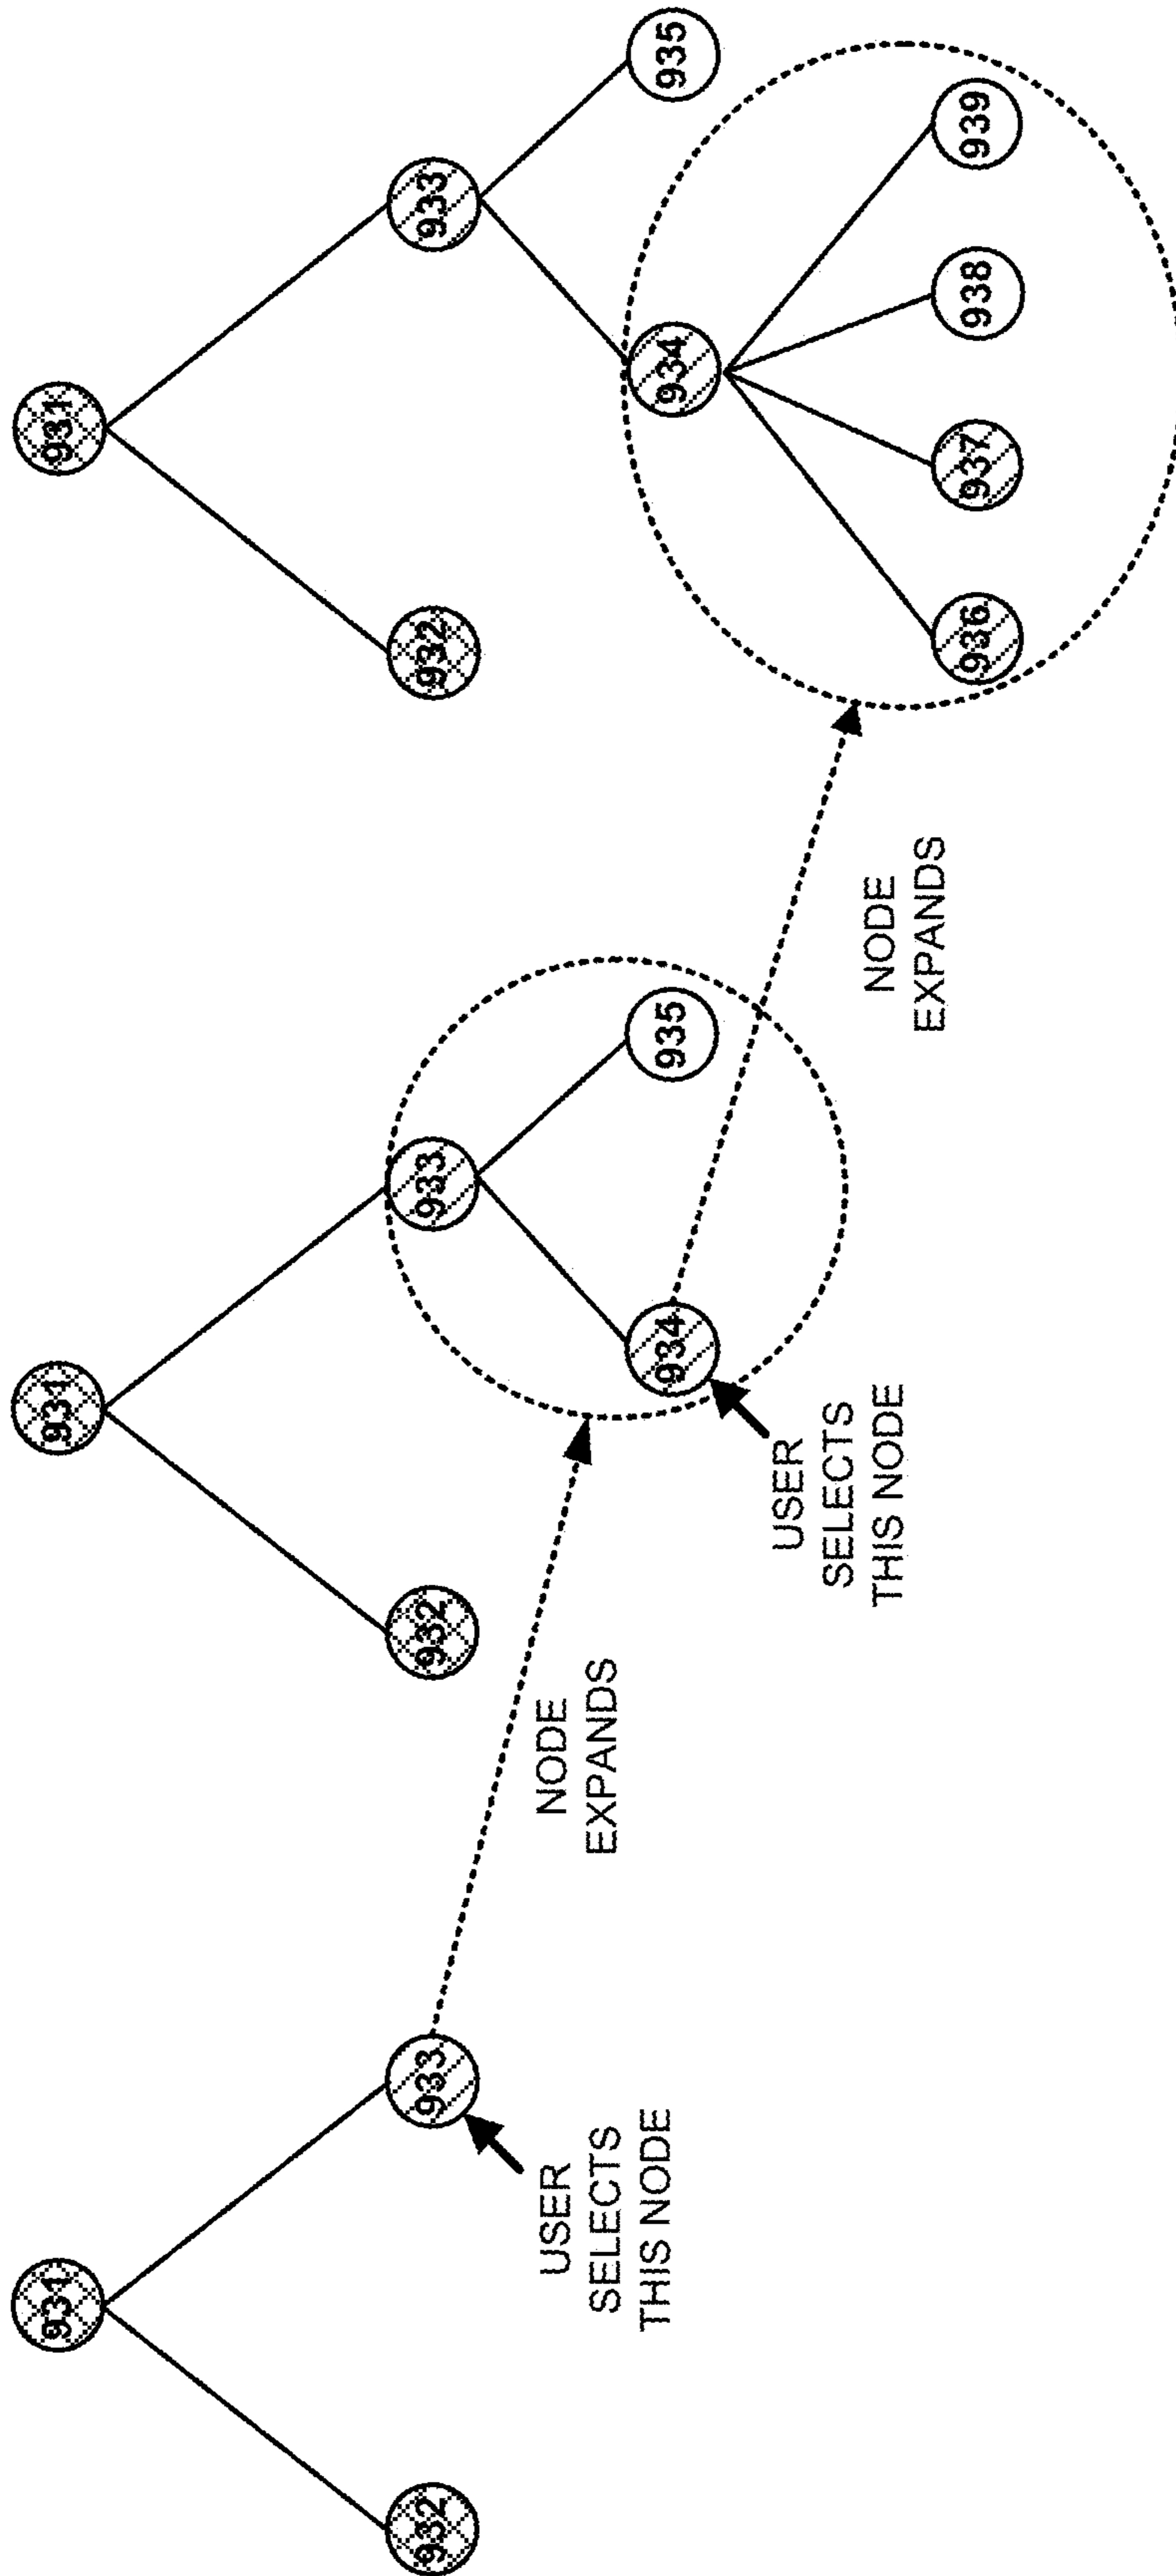 931
932
933
USER
SELECTS
THIS NODE
NODE
EXPANDS
931
932
933
934
935
USER
SELECTS
THIS NODE
NODE
EXPANDS
931
932
933
934
935
936
937
938
939